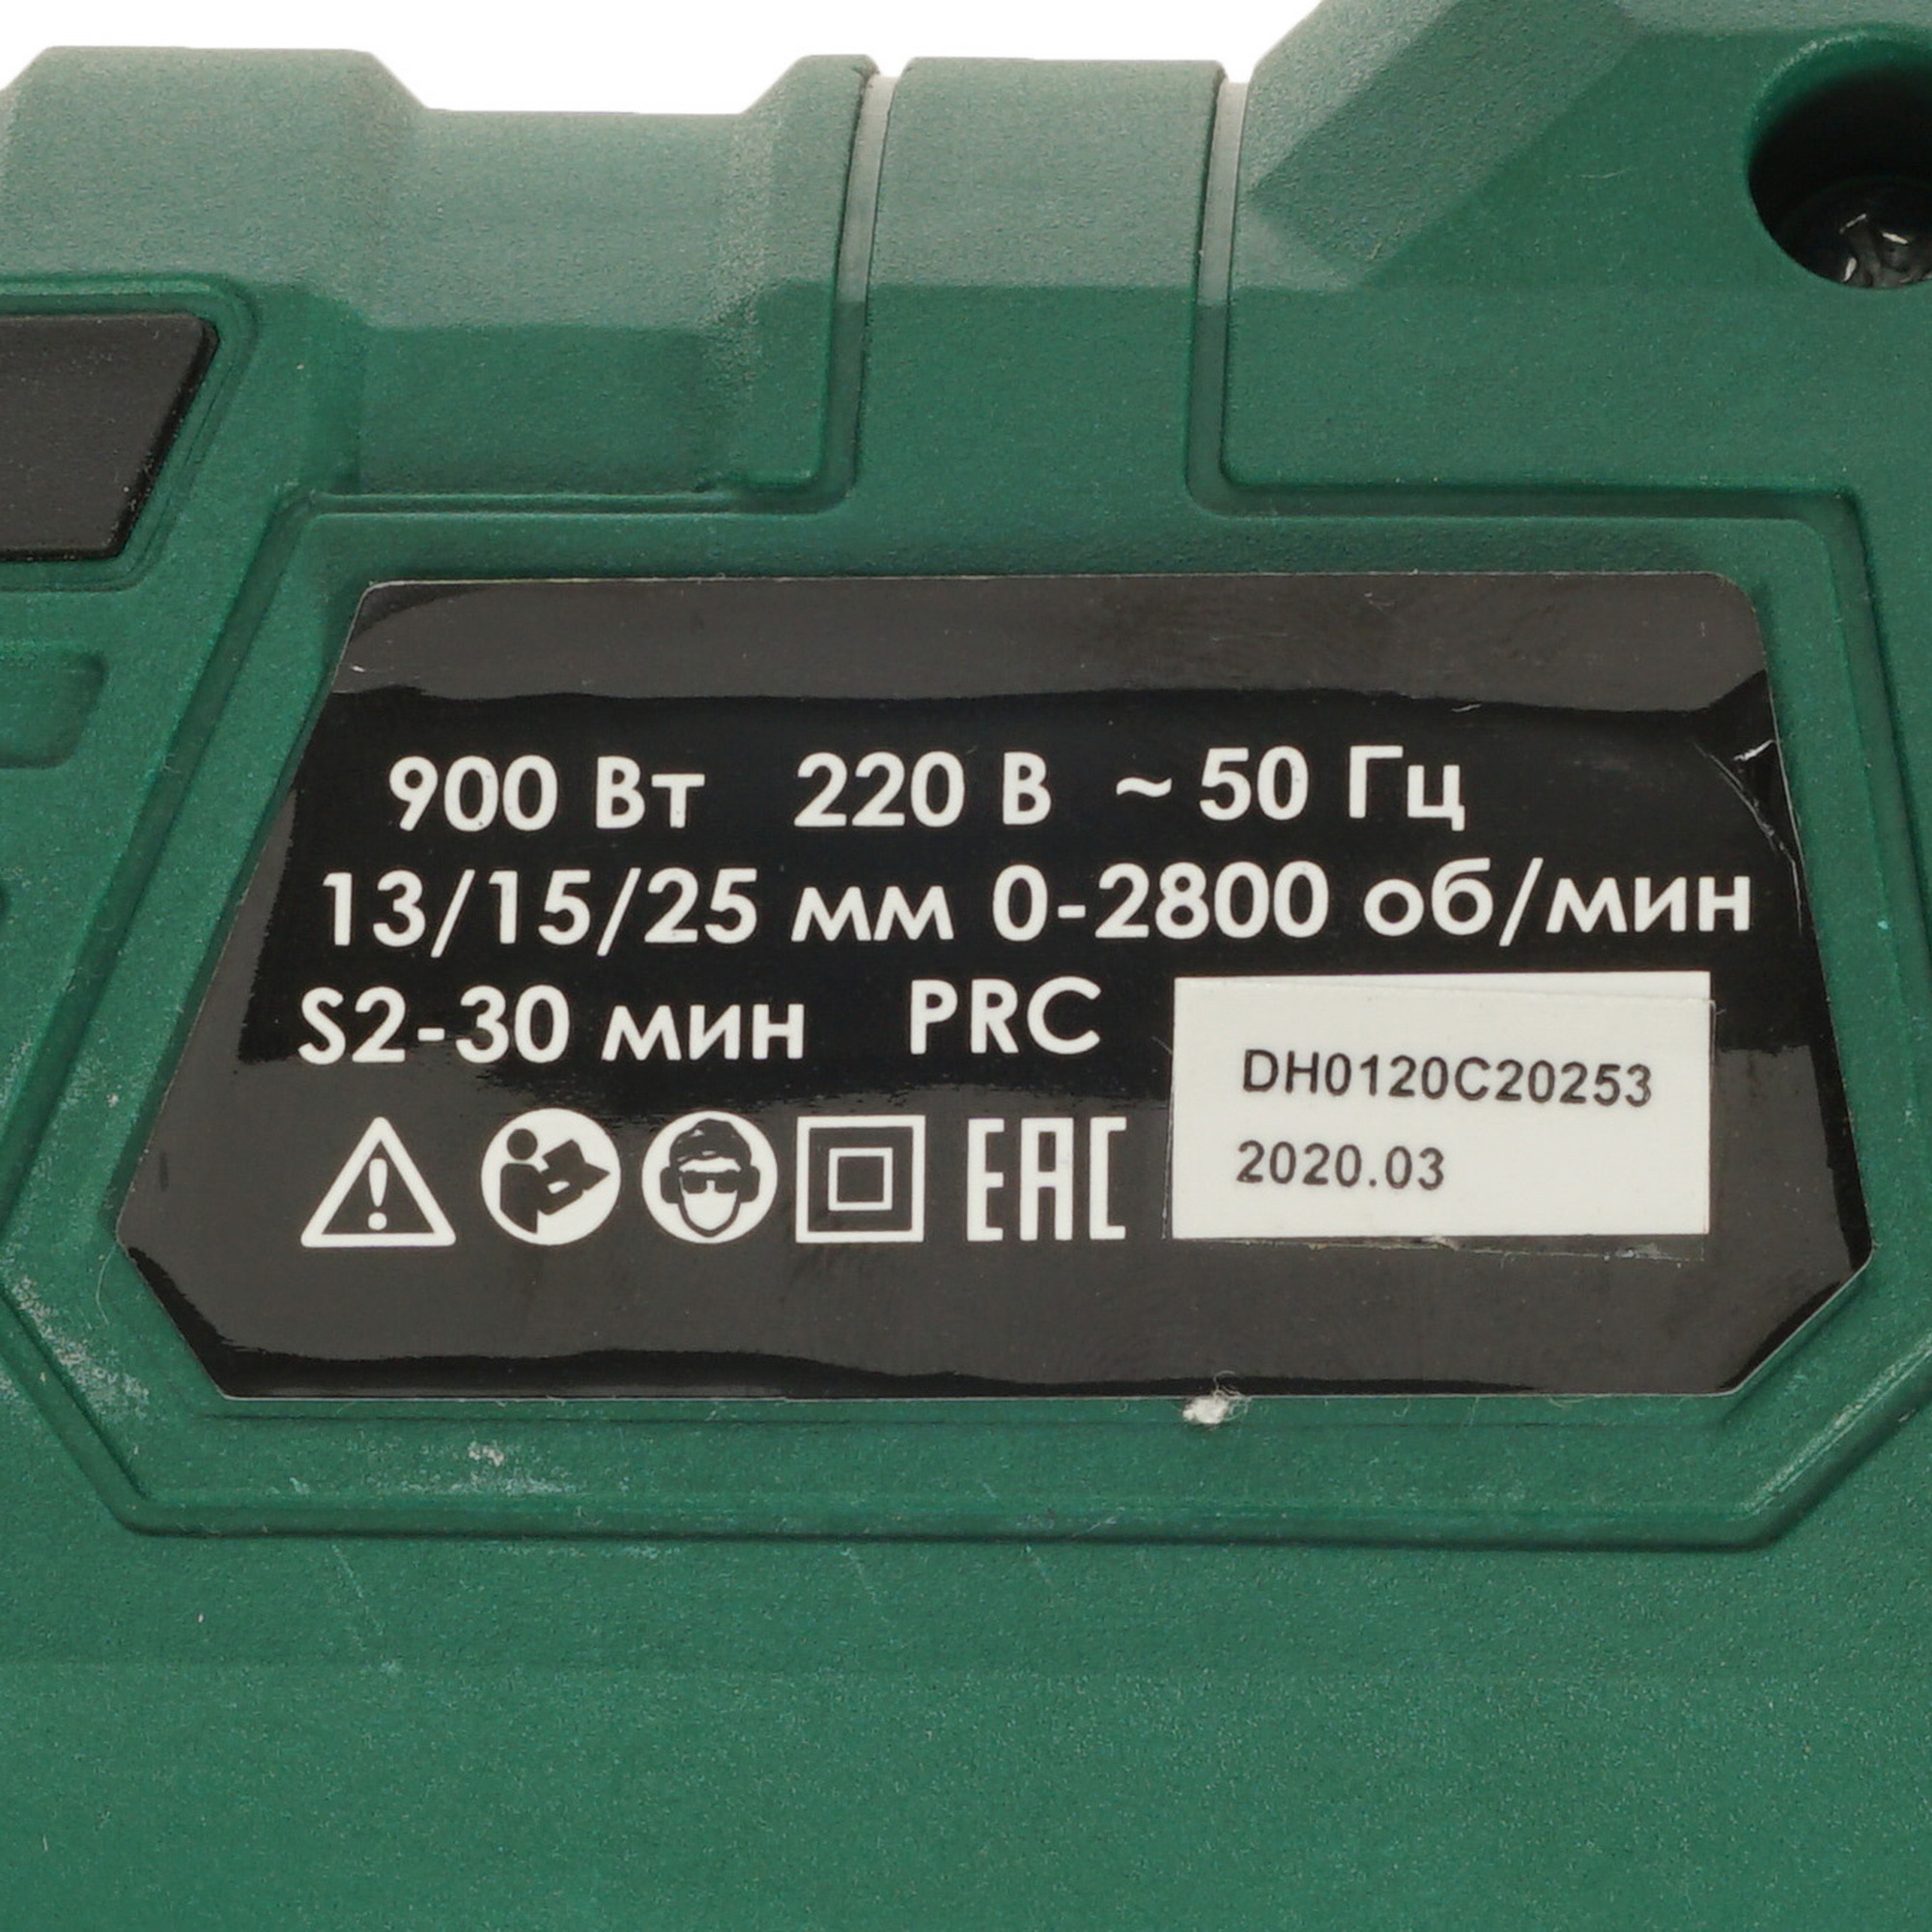 900 Вт 220 В ~ 50 Гц
13/15/25 мм 0-2800 об/мин
S2-30 мин PRC
DH0120C20253
2020.03
EAC